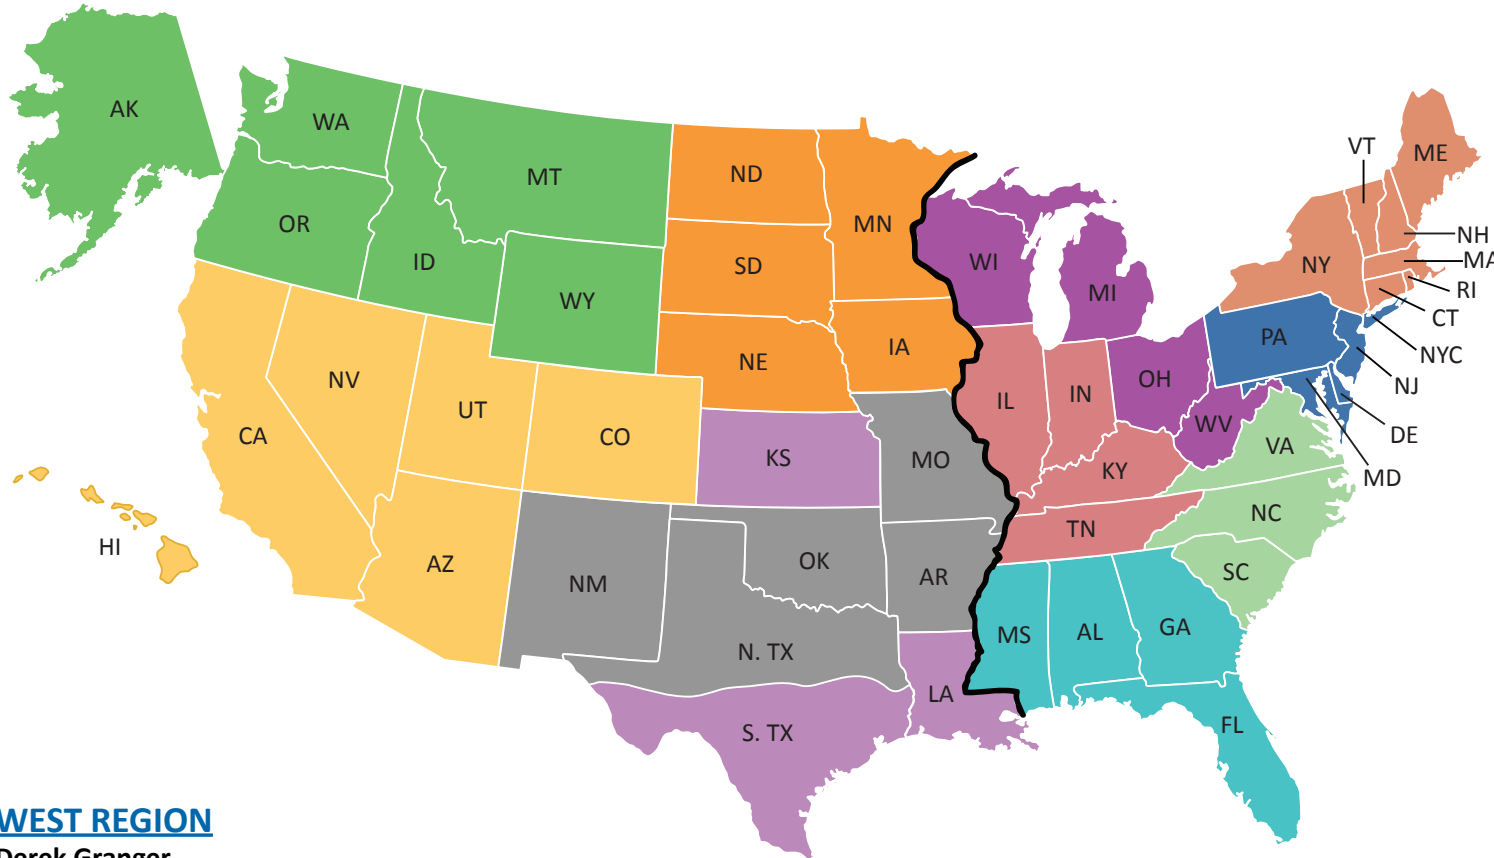 AK
WA
MT
ND
MN
VT
ME
OR
ID
SD
WI
MI
NY
NH
MA
RI
CT
NYC
WY
NE
IA
PA
NJ
NV
UT
CO
KS
MO
IL
IN
OH
WV
VA
DE
MD
CA
KY
NC
TN
SC
HI
AZ
NM
OK
AR
MS
AL
GA
N. TX
LA
S. TX
FL
WEST REGION
Derek Granger